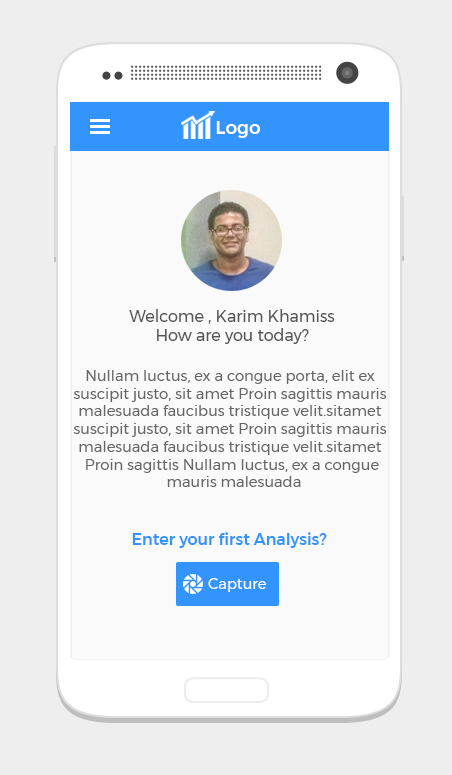 Logo
Welcome , Karim Khamiss
How are you today?
Nullam luctus, ex a congue porta, elit ex
suscipit justo, sit amet Proin sagittis mauris
malesuada faucibus tristique velit.sitamet
suscipit justo, sit amet Proin sagittis mauris
malesuada faucibus tristique velit.sitamet
Proin sagittis Nullam luctus, ex a congue
mauris malesuada
Enter your first Analysis?
Capture